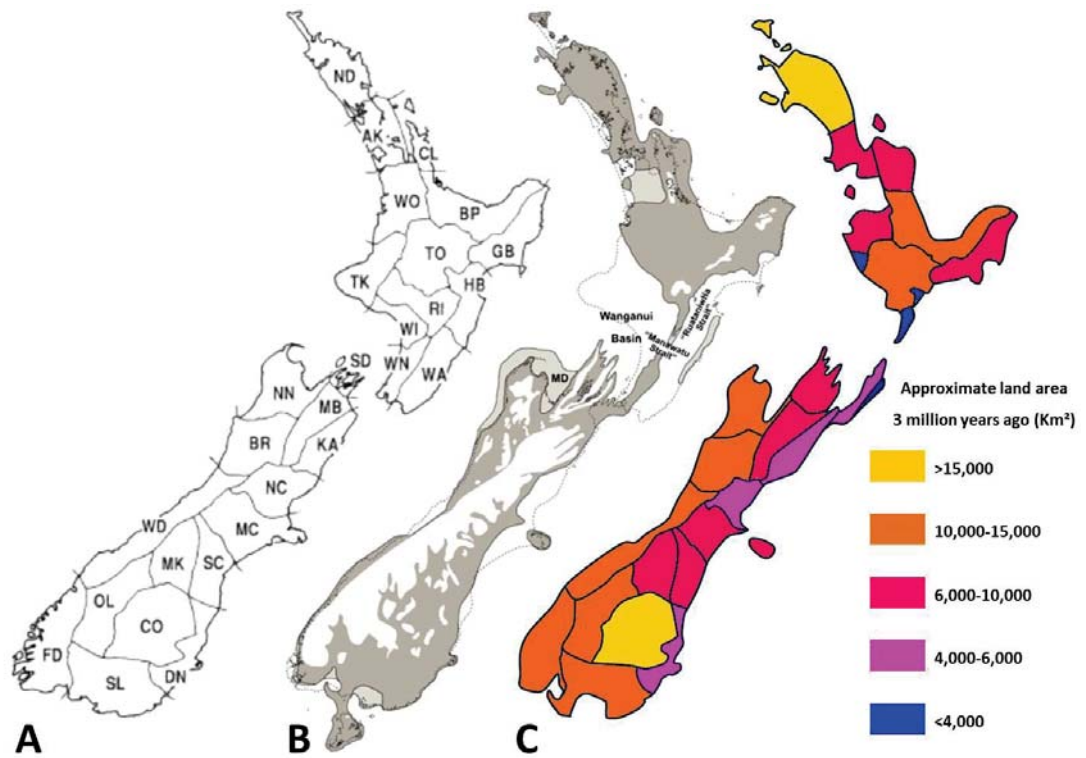 ND
AK
CL
WO
BP
TO
GB
TK
HB
RI
WI
WN
WA
SD
NN
MB
BR
KA
NC
WD
MC
MK
SC
OL
CO
FD
SL
DN
A
Wanganui
Basin
"Manawatu
Strait"
"Ruataniwha
Strait"
MD
B
C
Approximate land area
3 million years ago (Km²)
>15,000
10,000-15,000
6,000-10,000
4,000-6,000
<4,000